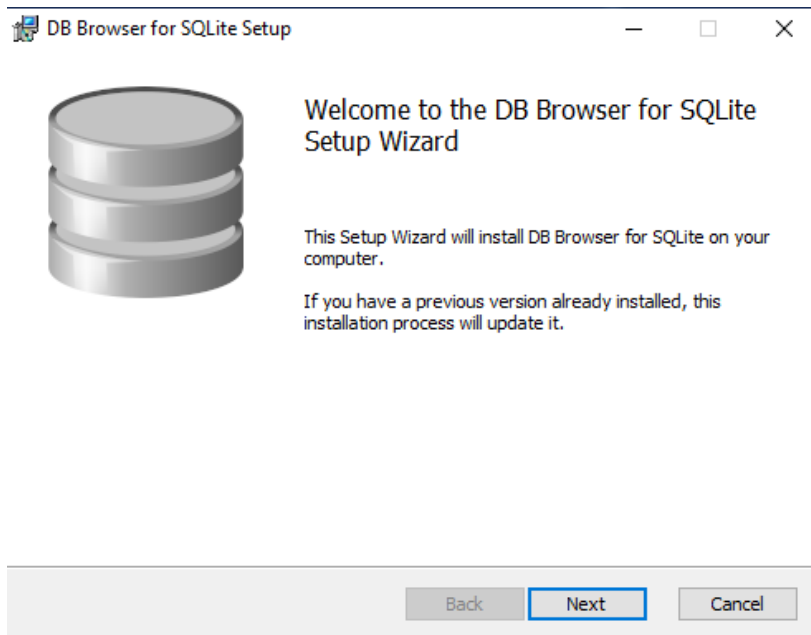 DB Browser for SQLite Setup
Welcome to the DB Browser for SQLite
Setup Wizard
This Setup Wizard will install DB Browser for SQLite on your
computer.
If you have a previous version already installed, this
installation process will update it.
Back Next Cancel